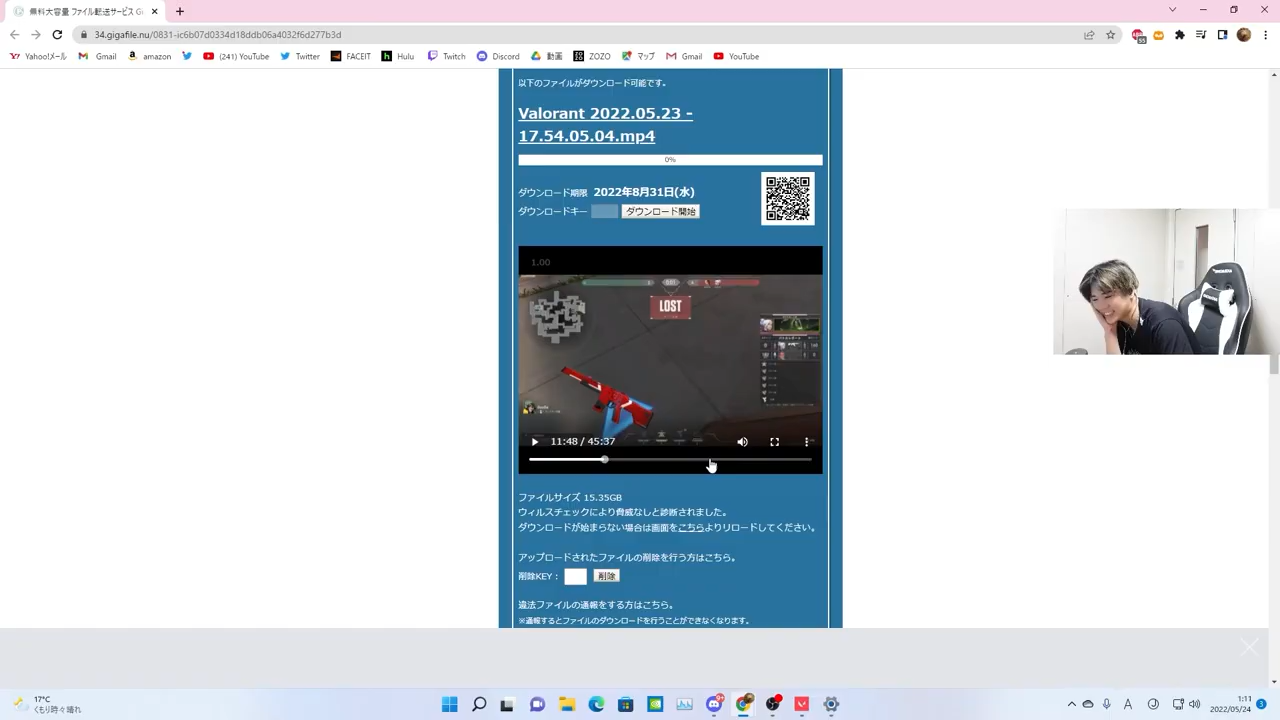 無料大容量 ファイル転送サービス Gi
34.gigafile.nu/0831-ic6b07d0334d18ddb06a4032f6d277b3d
Yahoo!メール Gmail amazon (241) YouTube Twitter FACEIT Hulu Twitch Discord 動画 ZOZO マップ Gmail YouTube
以下のファイルがダウンロード可能です。
Valorant 2022.05.23 -
17.54.05.04.mp4
0%
ダウンロード期限 2022年8月31日(水)
ダウンロードキー ダウンロード開始
1.00
LOST
11:48 / 45:37
ファイルサイズ 15.35GB
ウィルスチェックにより脅威なしと診断されました。
ダウンロードが始まらない場合は画面をこちらよりリロードしてください。
アップロードされたファイルの削除を行う方はこちら。
削除KEY： 削除
違法ファイルの通報をする方はこちら。
※通報するとファイルのダウンロードを行うことができなくなります。
17°C
くもり時々晴れ
A
1:11
2022/05/24
3